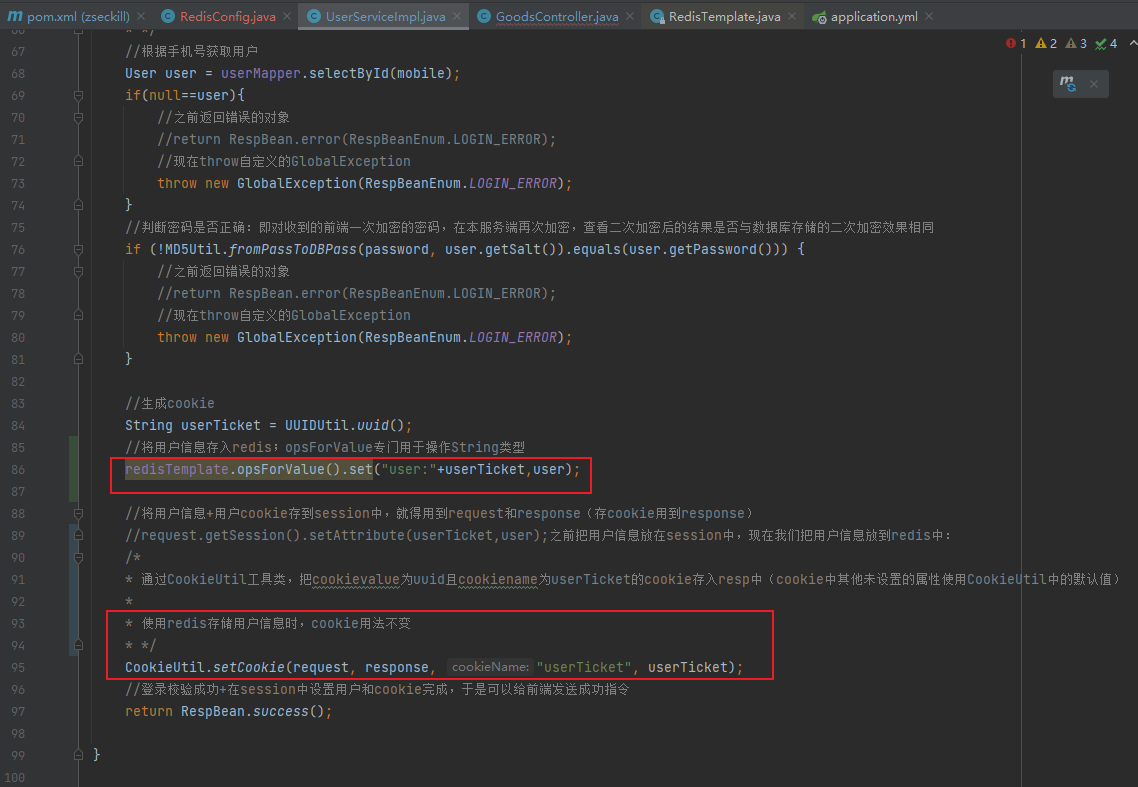 pom.xml (zseckill) × RedisConfig.java × UserServiceImpl.java × GoodsController.java × RedisTemplate.java × application.yml ×
1 2 3 4
* */
67 //根据手机号获取用户
68 User user = userMapper.selectById(mobile);
69 if(null==user){
70 //之前返回错误的对象
71 //return RespBean.error(RespBeanEnum.LOGIN_ERROR);
72 //现在throw自定义的GlobalException
73 throw new GlobalException(RespBeanEnum.LOGIN_ERROR);
74 }
75 //判断密码是否正确：即对收到的前端一次加密的密码，在本服务端再次加密，查看二次加密后的结果是否与数据库存储的二次加密效果相同
76 if (!MD5Util.fromPassToDBPass(password, user.getSalt()).equals(user.getPassword())) {
77 //之前返回错误的对象
78 //return RespBean.error(RespBeanEnum.LOGIN_ERROR);
79 //现在throw自定义的GlobalException
80 throw new GlobalException(RespBeanEnum.LOGIN_ERROR);
81 }
82
83 //生成cookie
84 String userTicket = UUIDUtil.uuid();
85 //将用户信息存入redis；opsForValue专门用于操作String类型
86 redisTemplate.opsForValue().set("user:"+userTicket,user);
87
88 //将用户信息+用户cookie存到session中，就得用到request和response（存cookie用到response）
89 //request.getSession().setAttribute(userTicket,user);之前把用户信息放在session中，现在我们把用户信息放到redis中：
90 /*
91 * 通过CookieUtil工具类，把cookievalue为uuid且cookiename为userTicket的cookie存入resp中（cookie中其他未设置的属性使用CookieUtil中的默认值）
92 *
93 * 使用redis存储用户信息时，cookie用法不变
94 * */
95 CookieUtil.setCookie(request, response, cookieName: "userTicket", userTicket);
96 //登录校验成功+在session中设置用户和cookie完成，于是可以给前端发送成功指令
97 return RespBean.success();
98
99 }
100